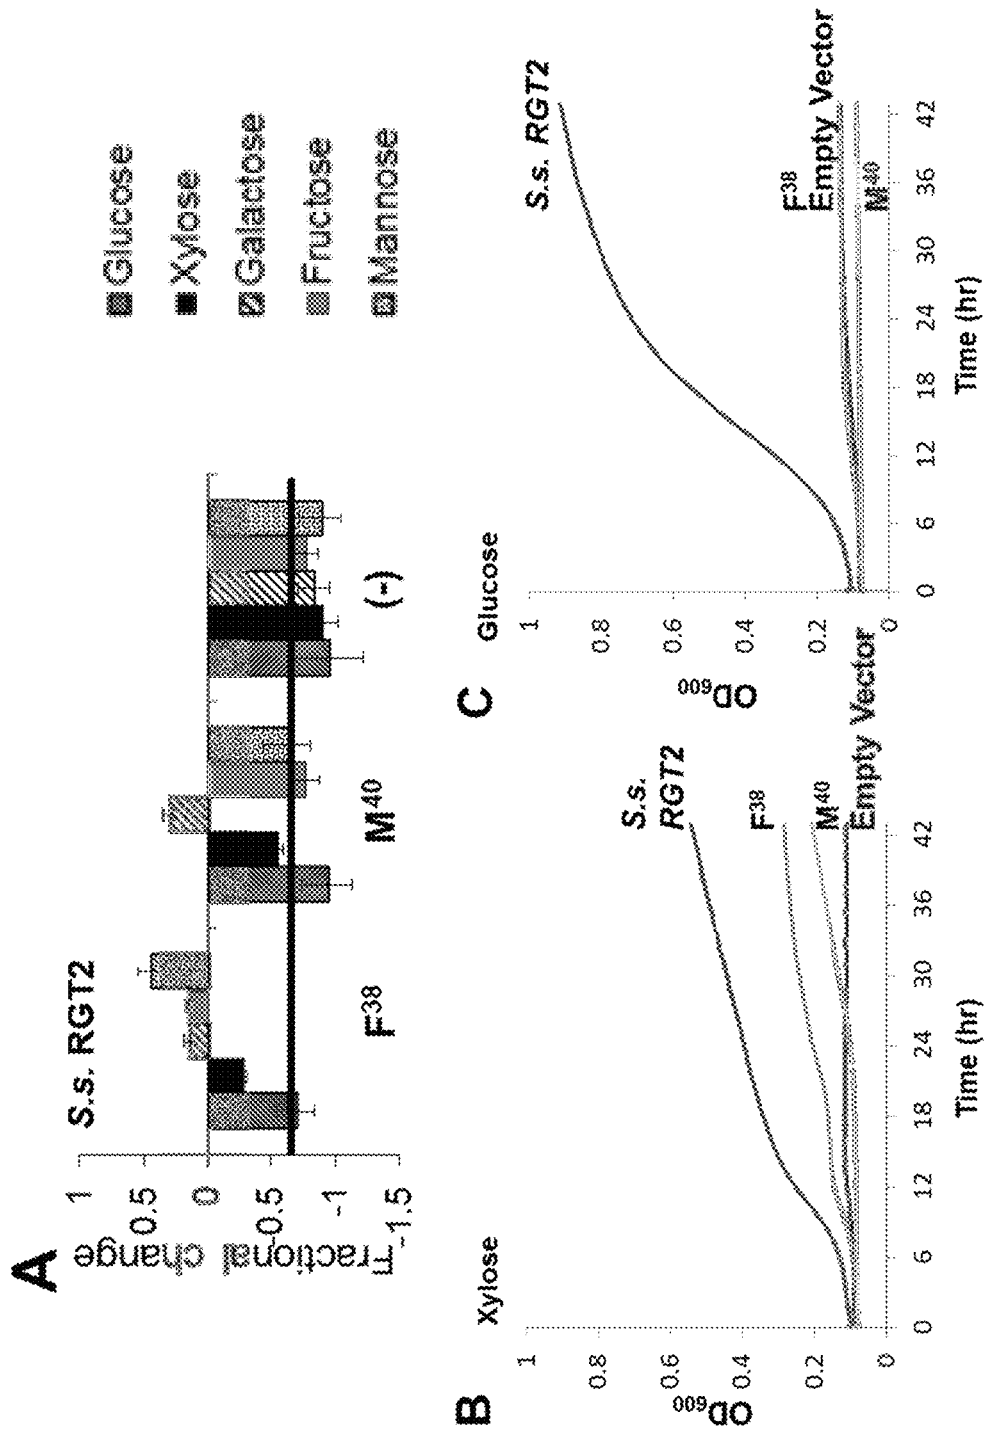 A
S.s. RGT2
Fractional change
1
0.5
0
-0.5
-1
-1.5
F38
M40
(-)
Glucose
Xylose
Galactose
Fructose
Mannose
B
Xylose
OD600
1
0.8
0.6
0.4
0.2
0
0 6 12 18 24 30 36 42
Time (hr)
S.s.
RGT2
F38
M40
Empty Vector
C
Glucose
OD600
1
0.8
0.6
0.4
0.2
0
0 6 12 18 24 30 36 42
Time (hr)
S.s. RGT2
F38
Empty Vector
M40